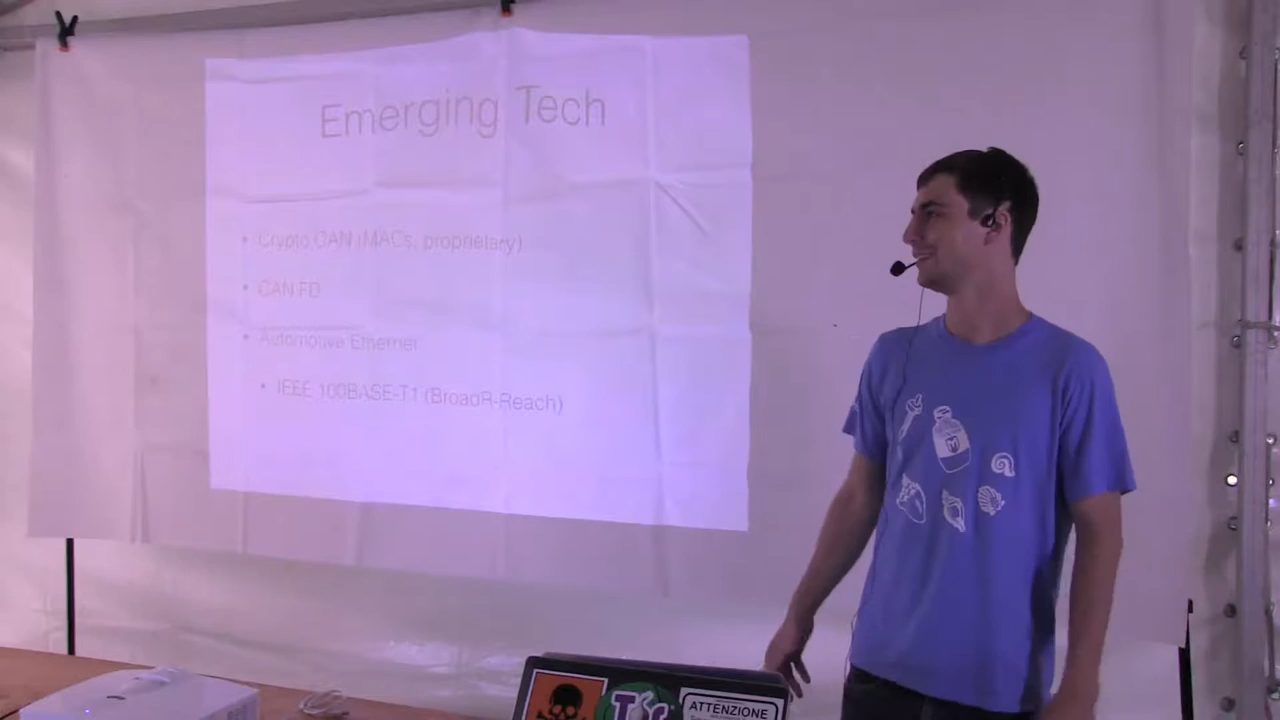 Emerging Tech
• Crypto CAN (MACs, proprietary)
• CAN FD
• Automotive Ethernet
• IEEE 100BASE-T1 (BroadR-Reach)
ATTENZIONE